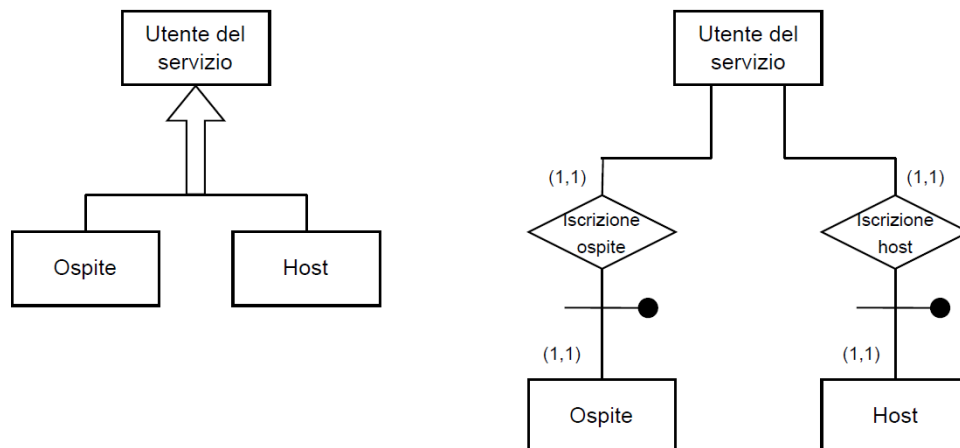 Utente del
servizio
Ospite
Host
Utente del
servizio
(1,1)
(1,1)
Iscrizione
ospite
Iscrizione
host
(1,1)
(1,1)
Ospite
Host